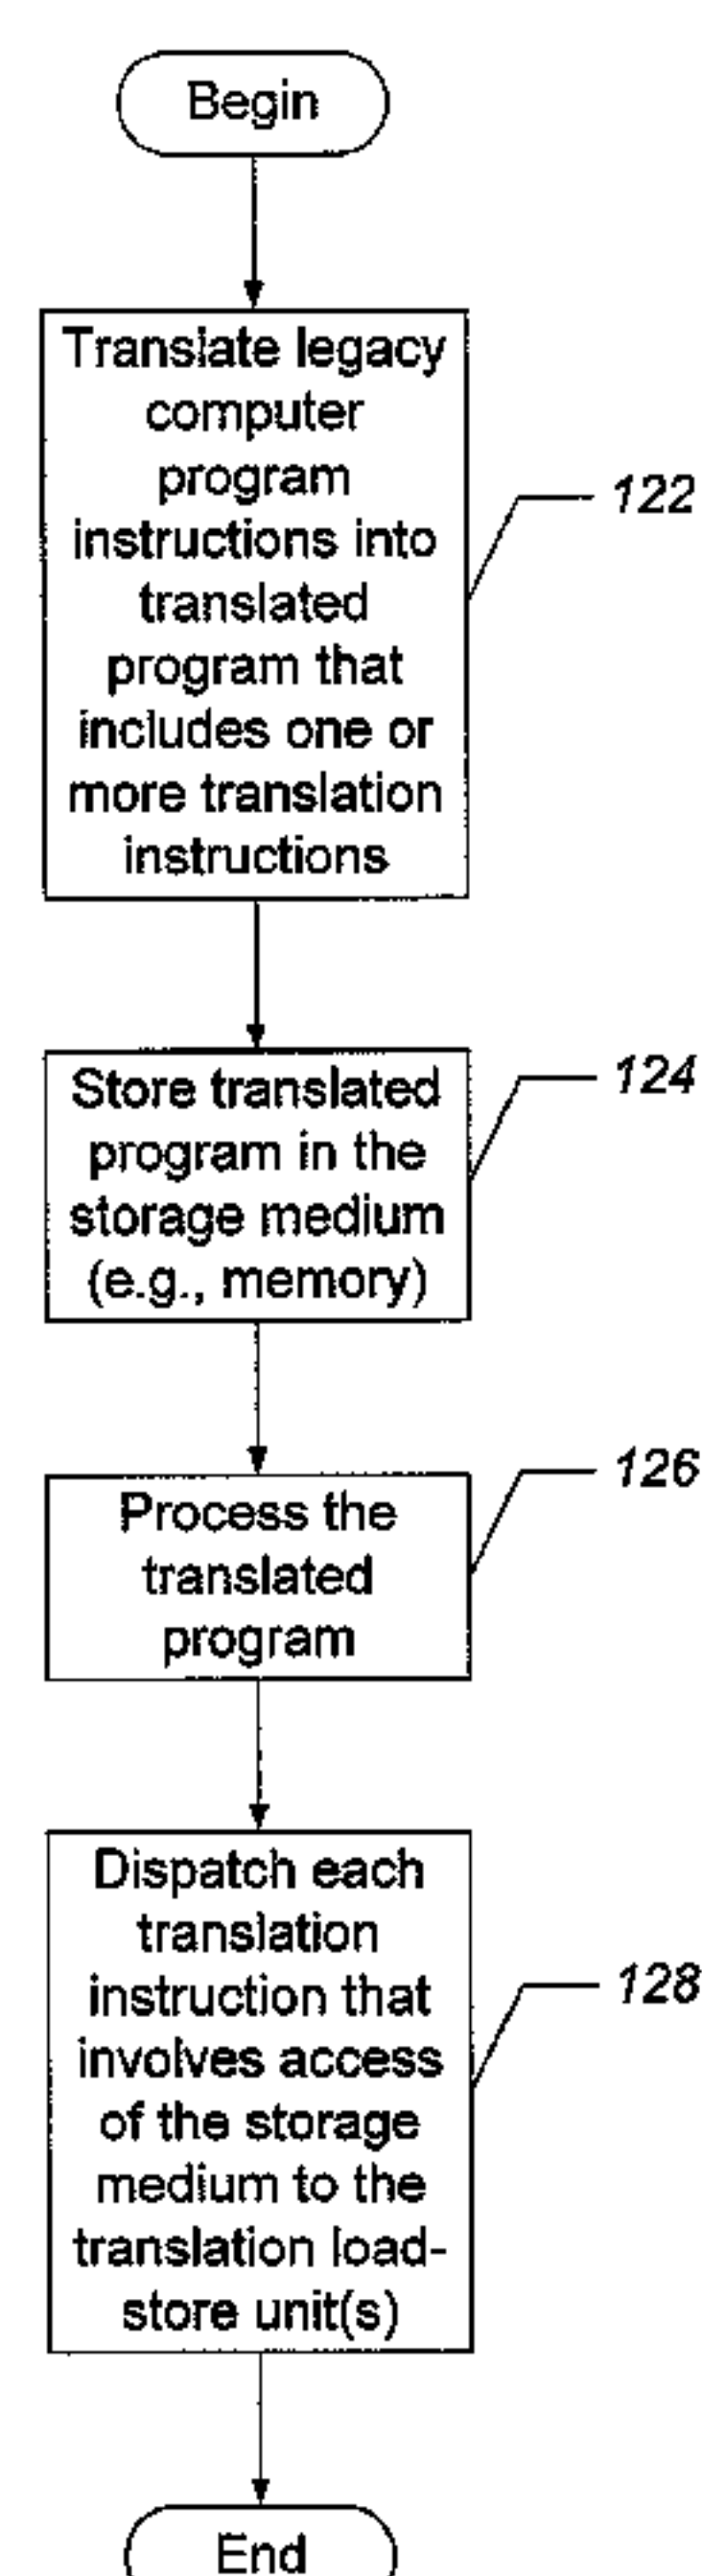 Begin
Translate legacy
computer
program
instructions into
translated
program that
includes one or
more translation
instructions
122
Store translated
program in the
storage medium
(e.g., memory)
124
Process the
translated
program
126
Dispatch each
translation
instruction that
involves access
of the storage
medium to the
translation load-
store unit(s)
128
End